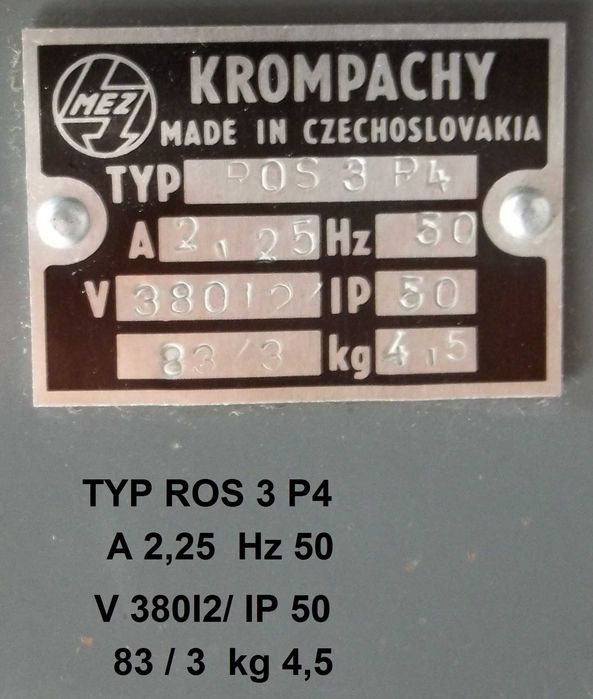 MEZ
KROMPACHY
MADE IN CZECHOSLOVAKIA
TYP ROS 3 P4
A 2,25 Hz 50
V 380I2/ IP 50
83/3 kg 4,5
TYP ROS 3 P4
A 2,25 Hz 50
V 380I2/ IP 50
83 / 3 kg 4,5